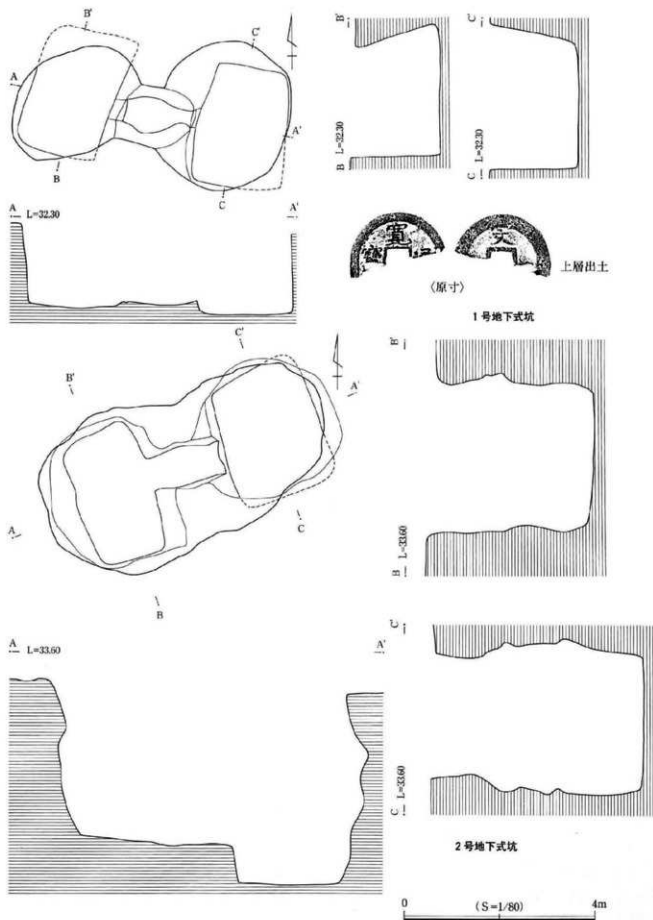 B'
C'
A
A'
B
C
A L=32.30 A'
B'
C'
B L=32.30
C L=32.30
寛
上層出土
〈原寸〉
1号地下式坑
C'
B'
A'
A
C
B
B'
B L=33.60
A L=33.60 A'
C'
C L=33.60
2号地下式坑
0 (S=1/80) 4m